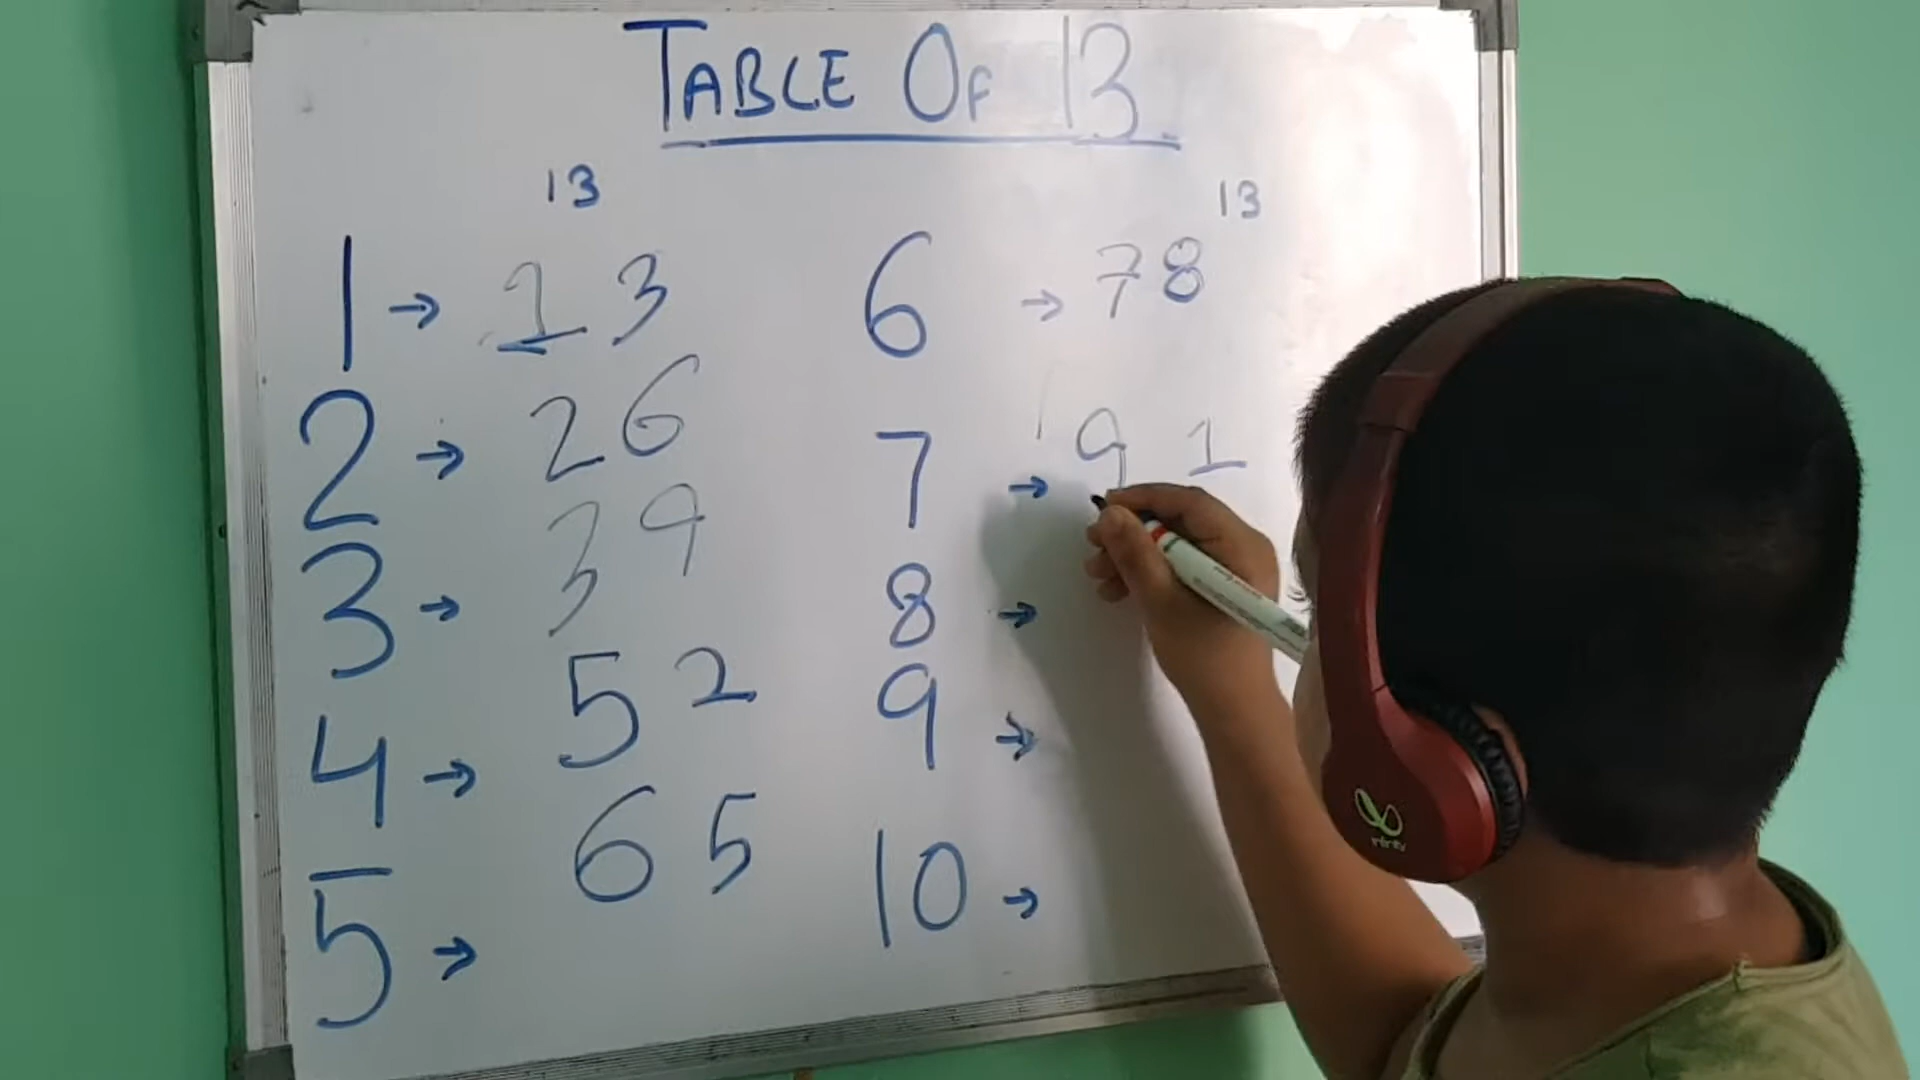 TABLE OF 13
13
1 → 13
2 → 26
3 → 39
4 → 52
5 → 65
13
6 → 78
7 → 91
8 →
9 →
10 →
infinity